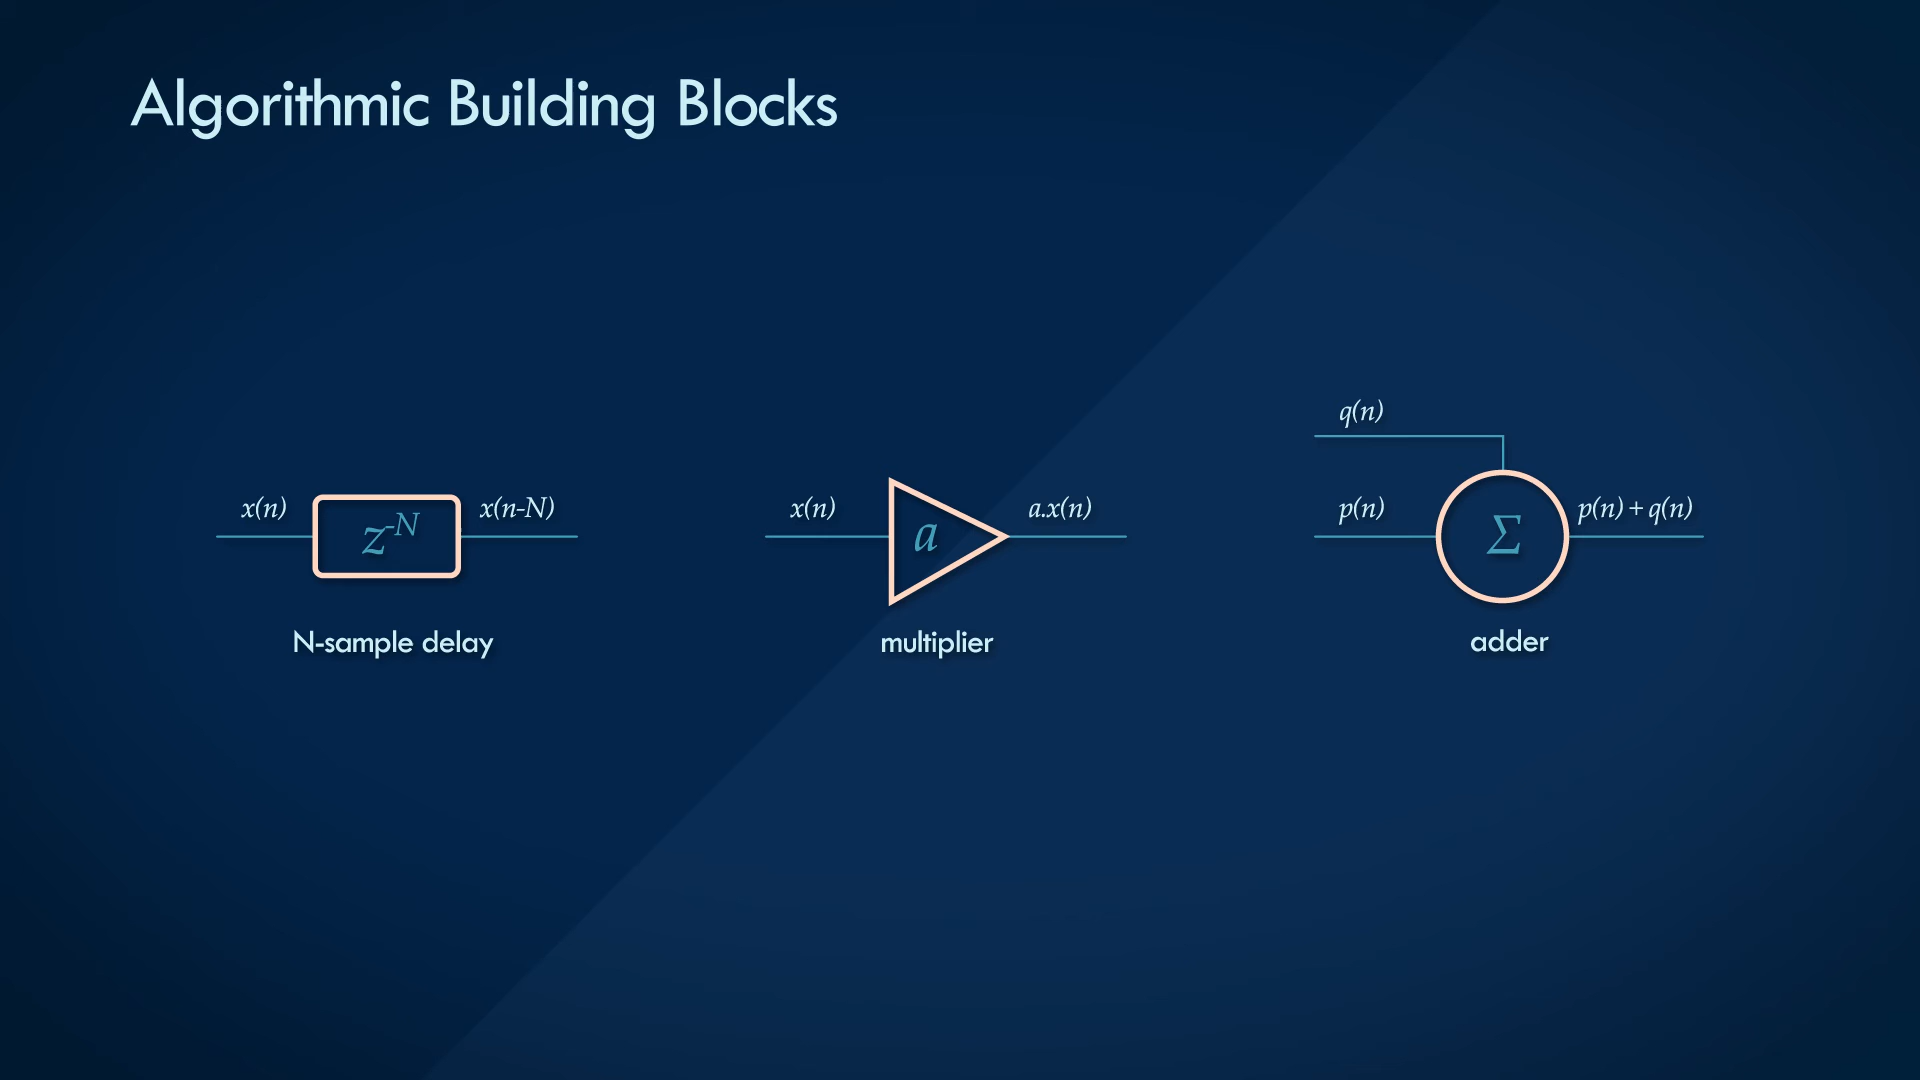 Algorithmic Building Blocks
x(n)
z^-N
x(n-N)
N-sample delay
x(n)
a
a.x(n)
multiplier
q(n)
p(n)
Σ
p(n) + q(n)
adder